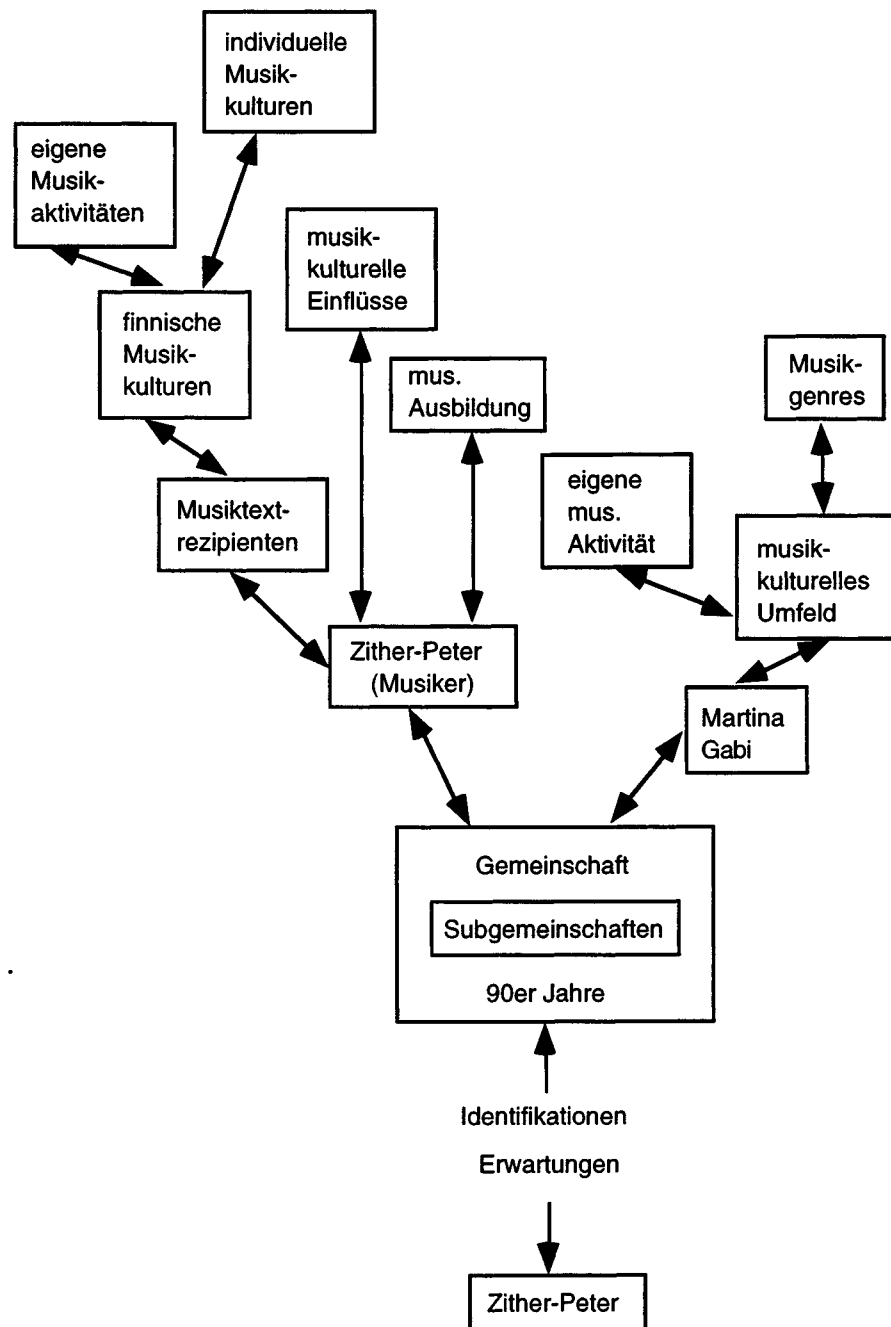 individuelle
Musik-
kulturen
eigene
Musik-
aktivitäten
musik-
kulturelle
Einflüsse
finnische
Musik-
kulturen
Musik-
genres
mus.
Ausbildung
eigene
mus.
Aktivität
Musiktext-
rezipienten
musik-
kulturelles
Umfeld
Zither-Peter
(Musiker)
Martina
Gabi
Gemeinschaft
Subgemeinschaften
90er Jahre
Identifikationen
Erwartungen
Zither-Peter